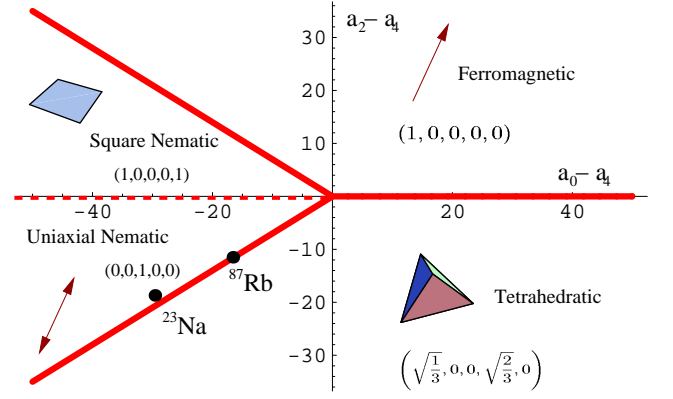 a₂− a₄
30
Ferromagnetic
20
Square Nematic
10
(1,0,0,0,0)
(1,0,0,0,1)
a₀− a₄
-40 -20 20 40
Uniaxial Nematic
-10
(0,0,1,0,0)
⁸⁷Rb
-20
Tetrahedratic
²³Na
-30
(√1/3, 0, 0, √2/3, 0)